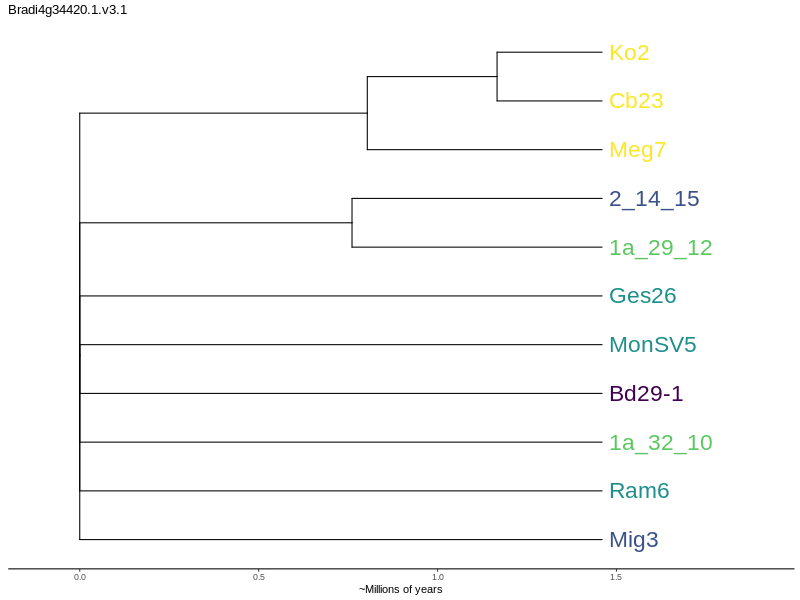 Bradi4g34420.1.v3.1
Ko2
Cb23
Meg7
2_14_15
1a_29_12
Ges26
MonSV5
Bd29-1
1a_32_10
Ram6
Mig3
0.0 0.5 1.0 1.5
~Millions of years